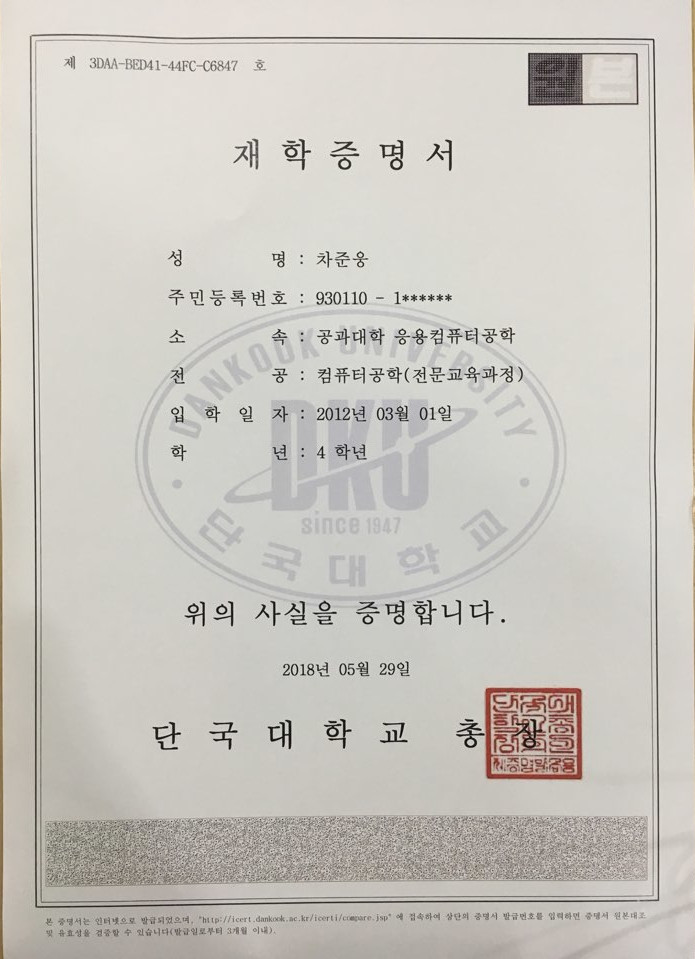 제 3DAA-BED41-44FC-C6847 호
원본
재 학 증 명 서
성 명 : 차준웅
주민등록번호 : 930110 - 1******
소 속 : 공과대학 응용컴퓨터공학
전 공 : 컴퓨터공학(전문교육과정)
입 학 일 자 : 2012년 03월 01일
학 년 : 4 학년
DANKOOK UNIVERSITY
DKU
since 1947
단국대학교
위의 사실을 증명합니다.
2018년 05월 29일
단 국 대 학 교 총 장
본 증명서는 인터넷으로 발급되었으며, "http://icert.dankook.ac.kr/icerti/compare.jsp" 에 접속하여 상단의 증명서 발급번호를 입력하면 증명서 원본대조
및 유효성을 검증할 수 있습니다(발급일로부터 3개월 이내).